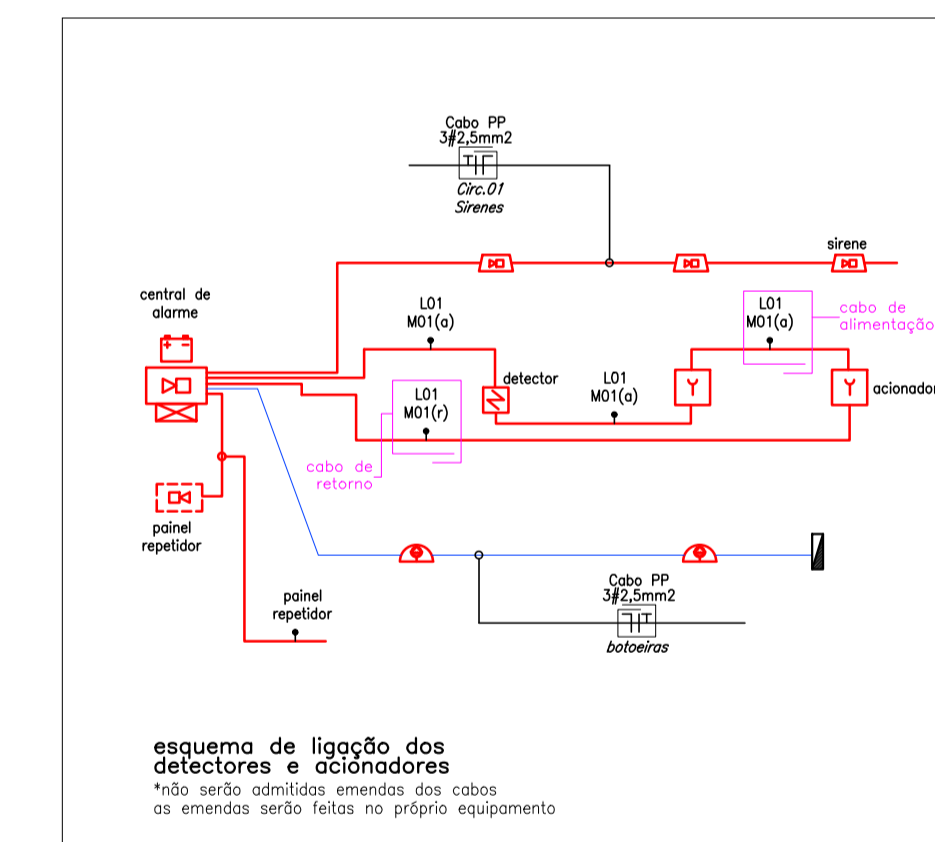 Cabo PP
3#2,5mm2
Circ.01
Sirenes
sirene
central de
alarme
L01
M01(a)
L01
M01(a)
cabo de
alimentação
detector
L01
M01(a)
acionador
L01
M01(r)
cabo de
retorno
painel
repetidor
painel
repetidor
Cabo PP
3#2,5mm2
botoeiras
esquema de ligação dos
detectores e acionadores
*não serão admitidas emendas dos cabos
as emendas serão feitas no próprio equipamento